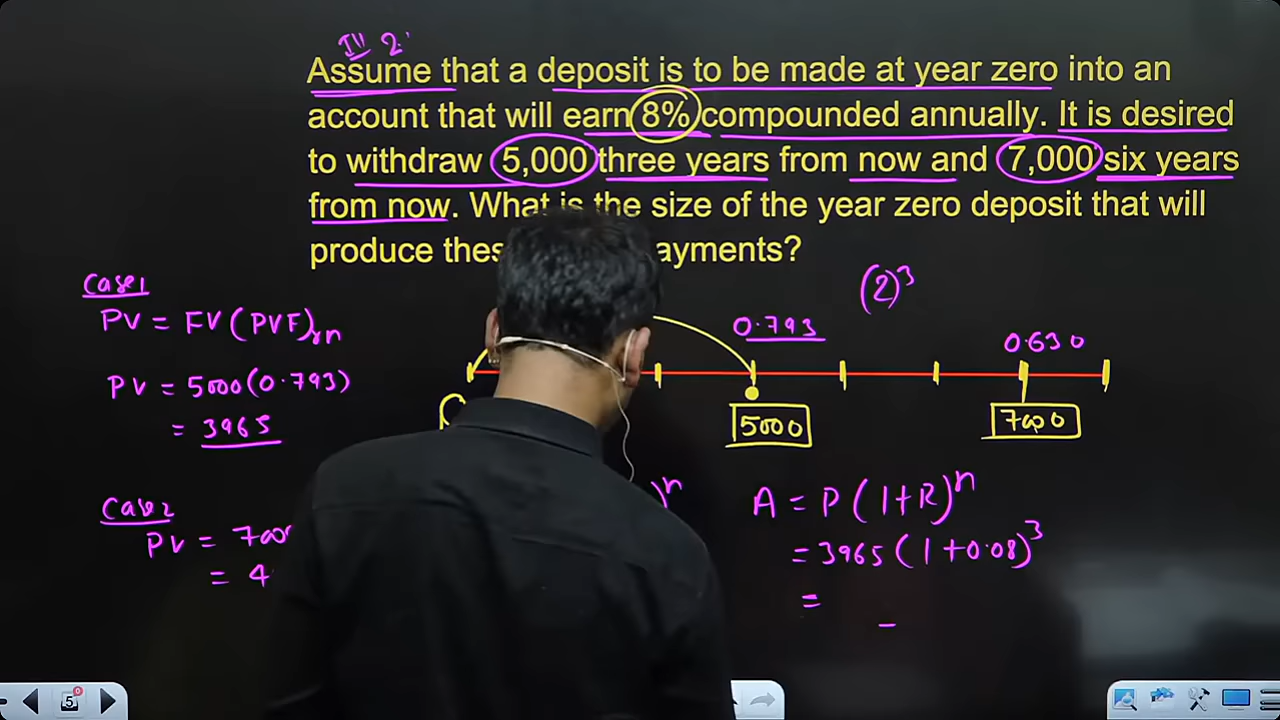 Ill 2.
Assume that a deposit is to be made at year zero into an
account that will earn 8% compounded annually. It is desired
to withdraw 5,000 three years from now and 7,000 six years
from now. What is the size of the year zero deposit that will
produce payments?
Case1
PV = FV (PVF)rn
PV = 5000(0.793)
= 3965
(2)³
0.793
0.630
5000
7000
Case2
PV =
= 4
)ⁿ
A = P(1+R)ⁿ
= 3965(1+0.08)³
=
5
0